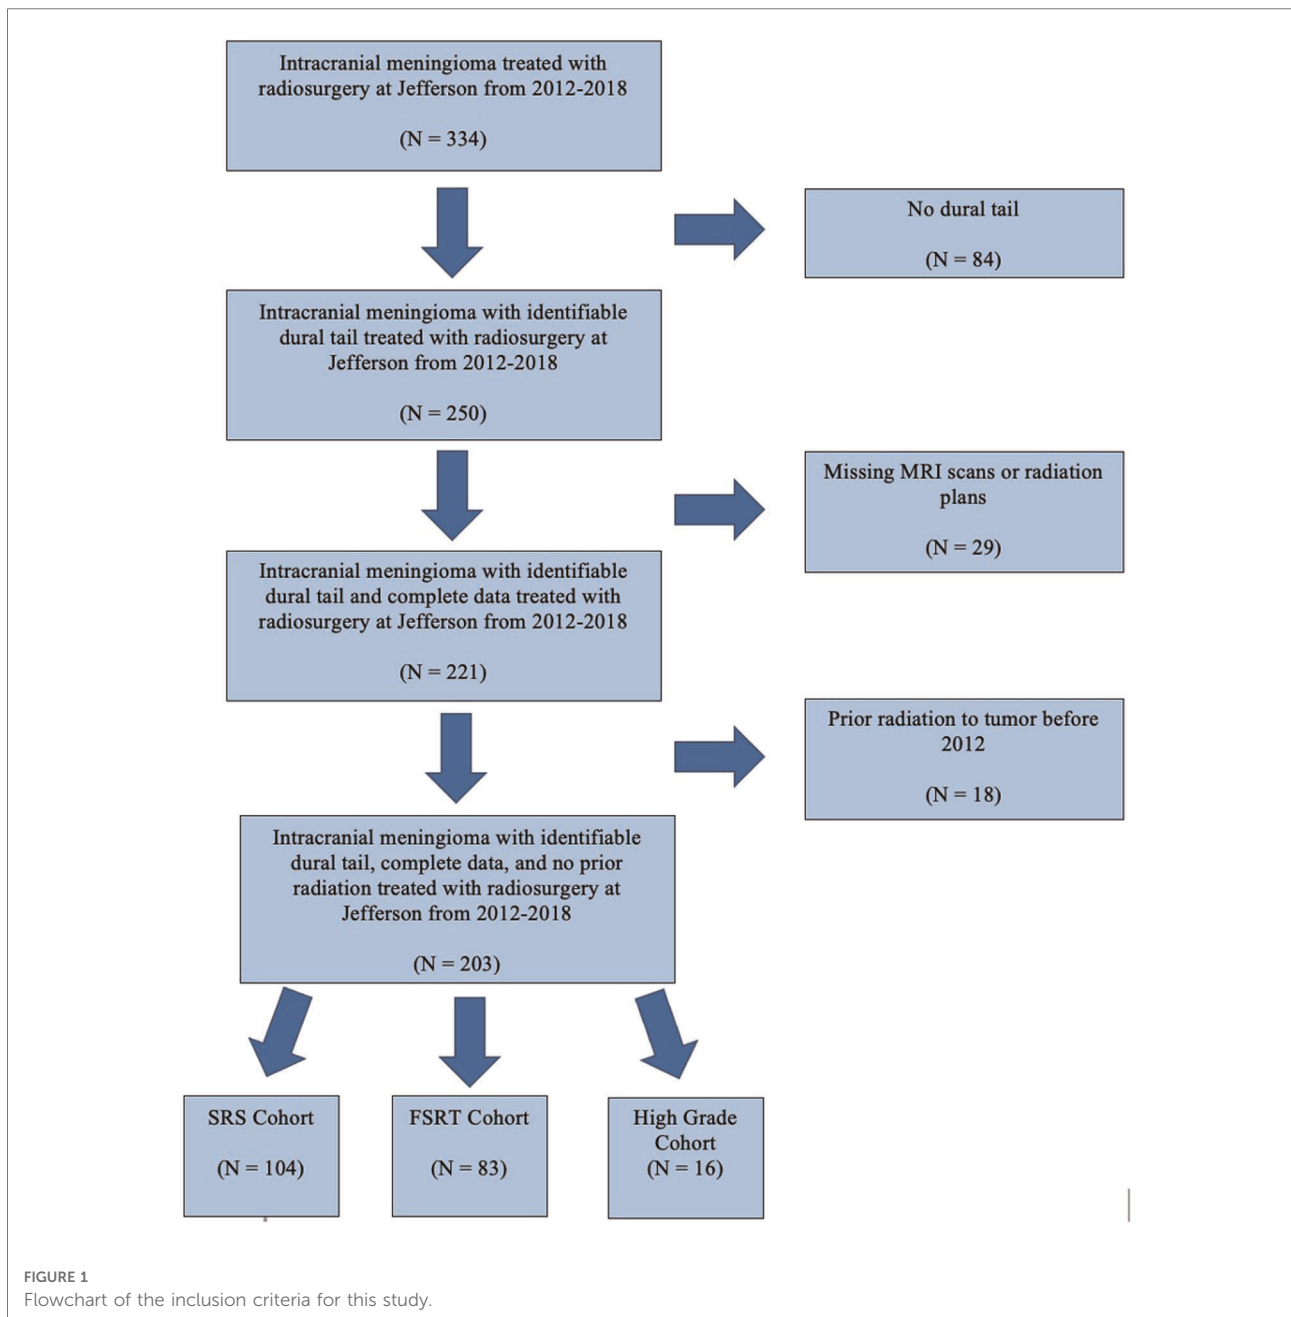 Intracranial meningioma treated with
radiosurgery at Jefferson from 2012-2018
(N = 334)
No dural tail
(N = 84)
Intracranial meningioma with identifiable
dural tail treated with radiosurgery at
Jefferson from 2012-2018
(N = 250)
Missing MRI scans or radiation
plans
(N = 29)
Intracranial meningioma with identifiable
dural tail and complete data treated with
radiosurgery at Jefferson from 2012-2018
(N = 221)
Prior radiation to tumor before
2012
(N = 18)
Intracranial meningioma with identifiable
dural tail, complete data, and no prior
radiation treated with radiosurgery at
Jefferson from 2012-2018
(N = 203)
SRS Cohort
(N = 104)
FSRT Cohort
(N = 83)
High Grade
Cohort
(N = 16)
FIGURE 1
Flowchart of the inclusion criteria for this study.